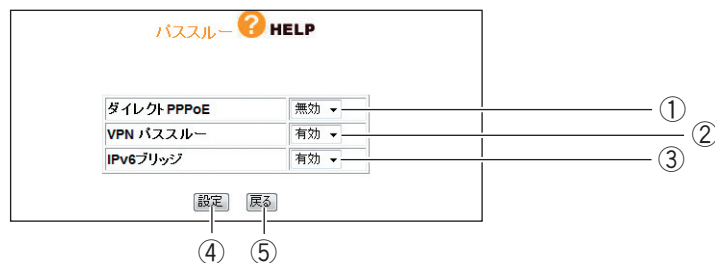 パススルー ? HELP
ダイレクトPPPoE 無効 ①
VPN パススルー 有効 ②
IPv6ブリッジ 有効 ③
設定 戻る
④ ⑤